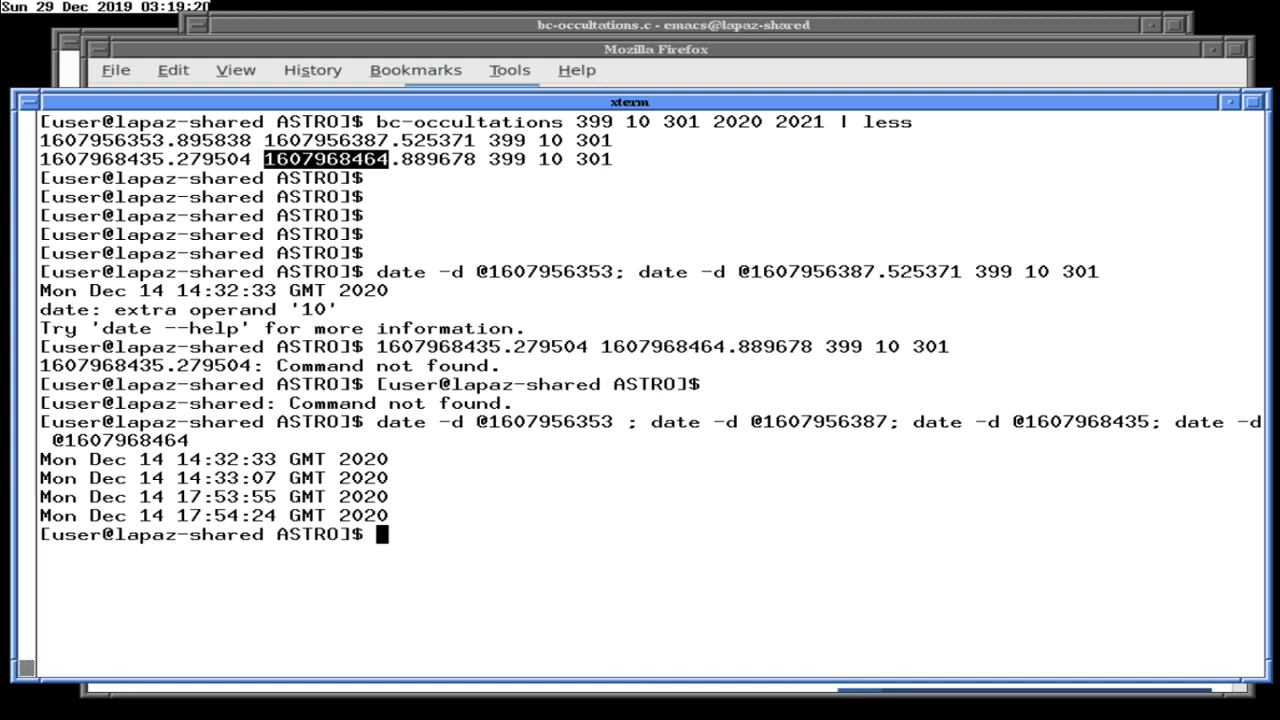 Sun 29 Dec 2019 03:19:20
bc-occultations.c - emacs@lapaz-shared
Mozilla Firefox
File Edit View History Bookmarks Tools Help
xterm
[user@lapaz-shared ASTRO]$ bc-occultations 399 10 301 2020 2021 | less
1607956353.895838 1607956387.525371 399 10 301
1607968435.279504 1607968464.889678 399 10 301
[user@lapaz-shared ASTRO]$
[user@lapaz-shared ASTRO]$
[user@lapaz-shared ASTRO]$
[user@lapaz-shared ASTRO]$
[user@lapaz-shared ASTRO]$
[user@lapaz-shared ASTRO]$ date -d @1607956353; date -d @1607956387.525371 399 10 301
Mon Dec 14 14:32:33 GMT 2020
date: extra operand '10'
Try 'date --help' for more information.
[user@lapaz-shared ASTRO]$ 1607968435.279504 1607968464.889678 399 10 301
1607968435.279504: Command not found.
[user@lapaz-shared ASTRO]$ [user@lapaz-shared ASTRO]$
[user@lapaz-shared: Command not found.
[user@lapaz-shared ASTRO]$ date -d @1607956353 ; date -d @1607956387; date -d @1607968435; date -d
@1607968464
Mon Dec 14 14:32:33 GMT 2020
Mon Dec 14 14:33:07 GMT 2020
Mon Dec 14 17:53:55 GMT 2020
Mon Dec 14 17:54:24 GMT 2020
[user@lapaz-shared ASTRO]$